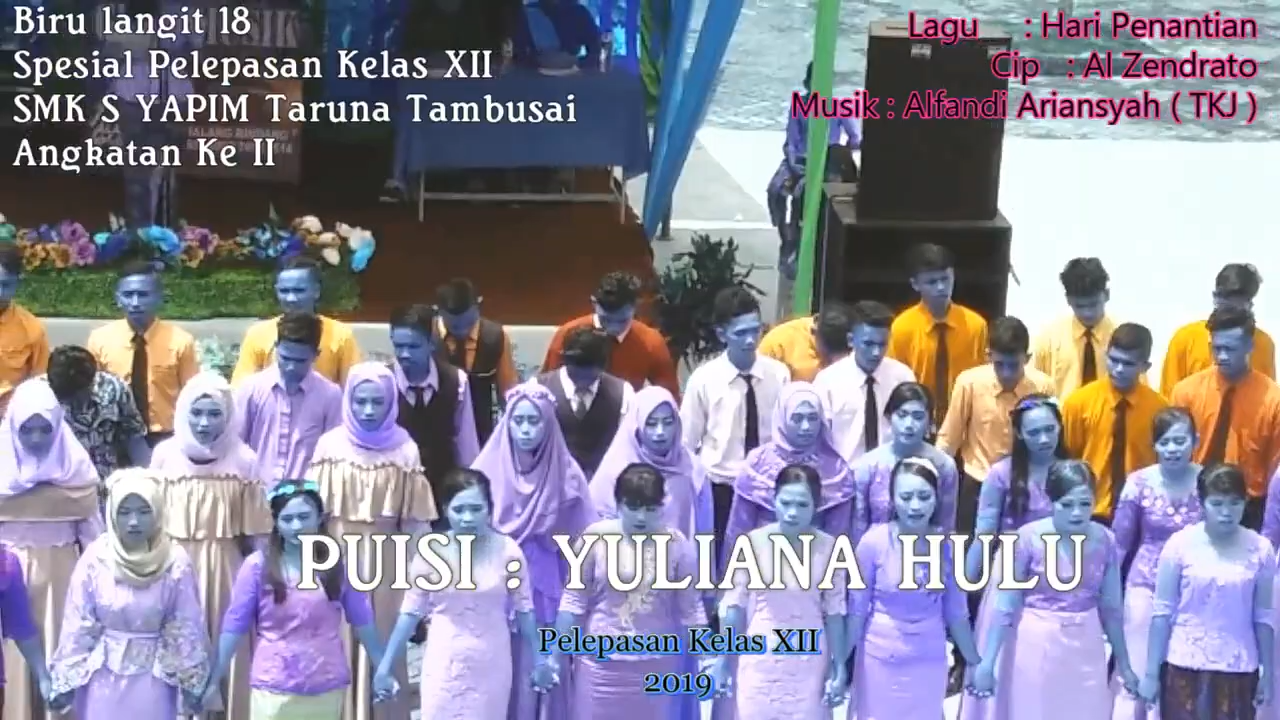 Biru langit 18
Spesial Pelepasan Kelas XII
SMK S YAPIM Taruna Tambusai
Angkatan Ke II
Lagu : Hari Penantian
Cip : Al Zendrato
Musik : Alfandi Ariansyah ( TKJ )
PUISI : YULIANA HULU
Pelepasan Kelas XII
2019